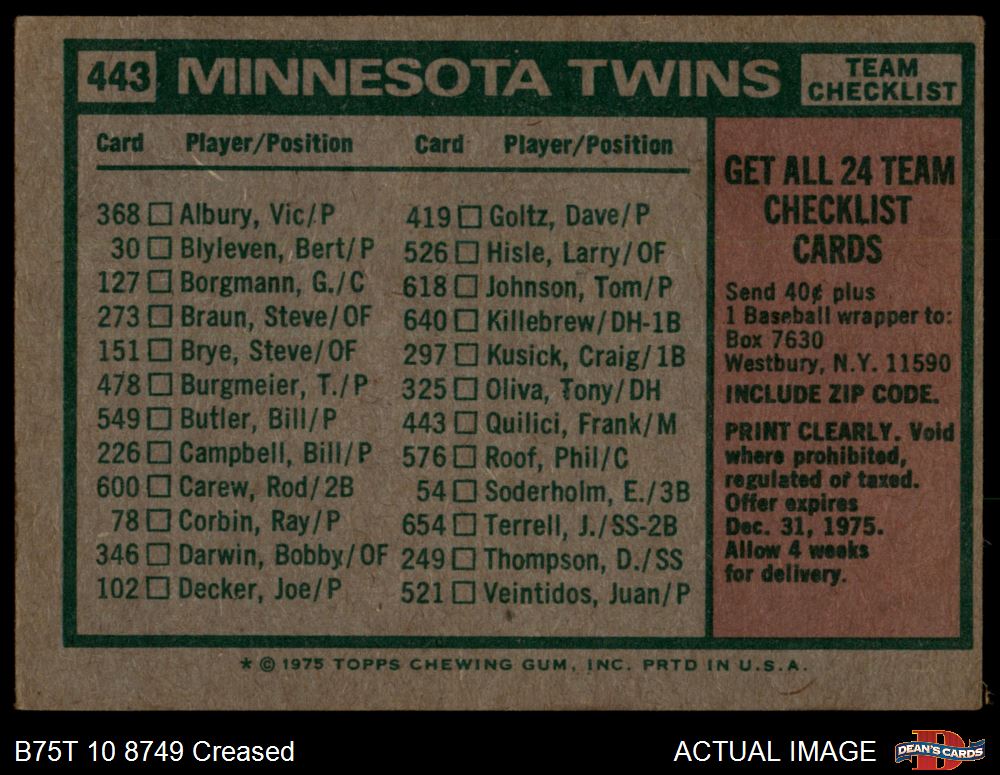 443 MINNESOTA TWINS TEAM CHECKLIST
Card Player/Position
368 Albury, Vic/P
30 Blyleven, Bert/P
127 Borgmann, G./C
273 Braun, Steve/OF
151 Brye, Steve/OF
478 Burgmeier, T./P
549 Butler, Bill/P
226 Campbell, Bill/P
600 Carew, Rod/2B
78 Corbin, Ray/P
346 Darwin, Bobby/OF
102 Decker, Joe/P
Card Player/Position
419 Goltz, Dave/P
526 Hisle, Larry/OF
618 Johnson, Tom/P
640 Killebrew/DH-1B
297 Kusick, Craig/1B
325 Oliva, Tony/DH
443 Quilici, Frank/M
576 Roof, Phil/C
54 Soderholm, E./3B
654 Terrell, J./SS-2B
249 Thompson, D./SS
521 Veintidos, Juan/P
GET ALL 24 TEAM
CHECKLIST
CARDS
Send 40¢ plus
1 Baseball wrapper to:
Box 7630
Westbury, N.Y. 11590
INCLUDE ZIP CODE.
PRINT CLEARLY. Void
where prohibited,
regulated or taxed.
Offer expires
Dec. 31, 1975.
Allow 4 weeks
for delivery.
* © 1975 TOPPS CHEWING GUM, INC. PRTD IN U.S.A.
B75T 10 8749 Creased
ACTUAL IMAGE
DEAN'S CARDS